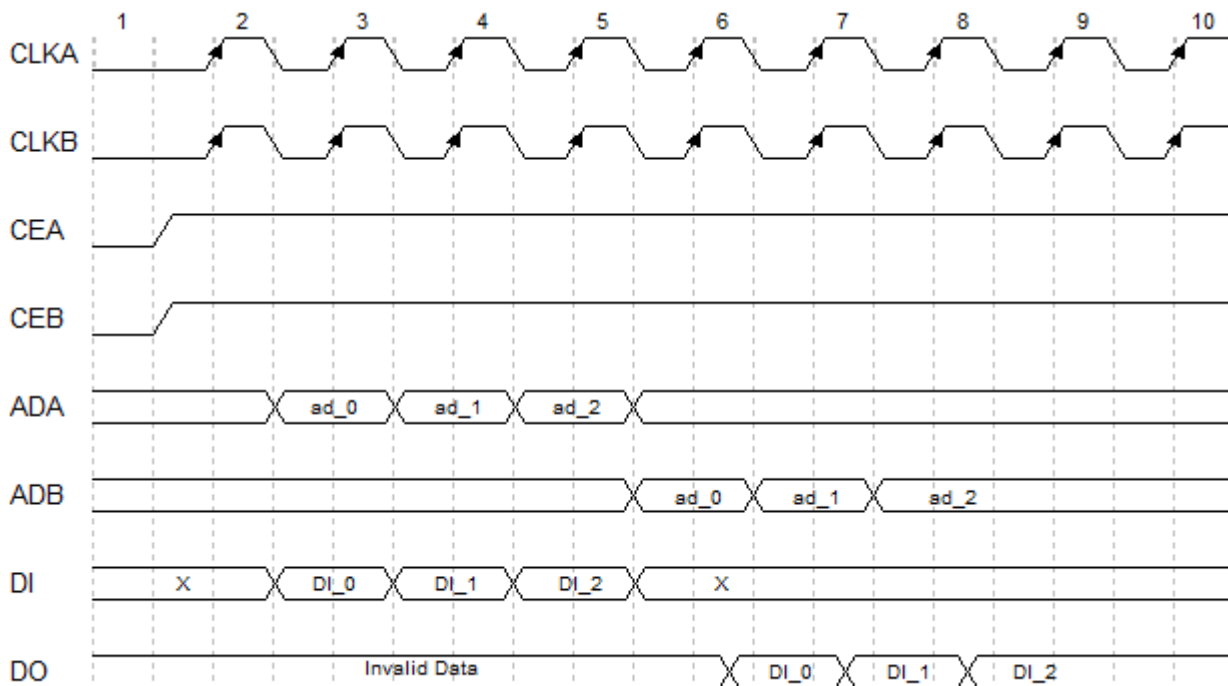 1 2 3 4 5 6 7 8 9 10
CLKA
CLKB
CEA
CEB
ADA ad_0 ad_1 ad_2
ADB ad_0 ad_1 ad_2
DI X DI_0 DI_1 DI_2 X
DO Invalid Data DI_0 DI_1 DI_2